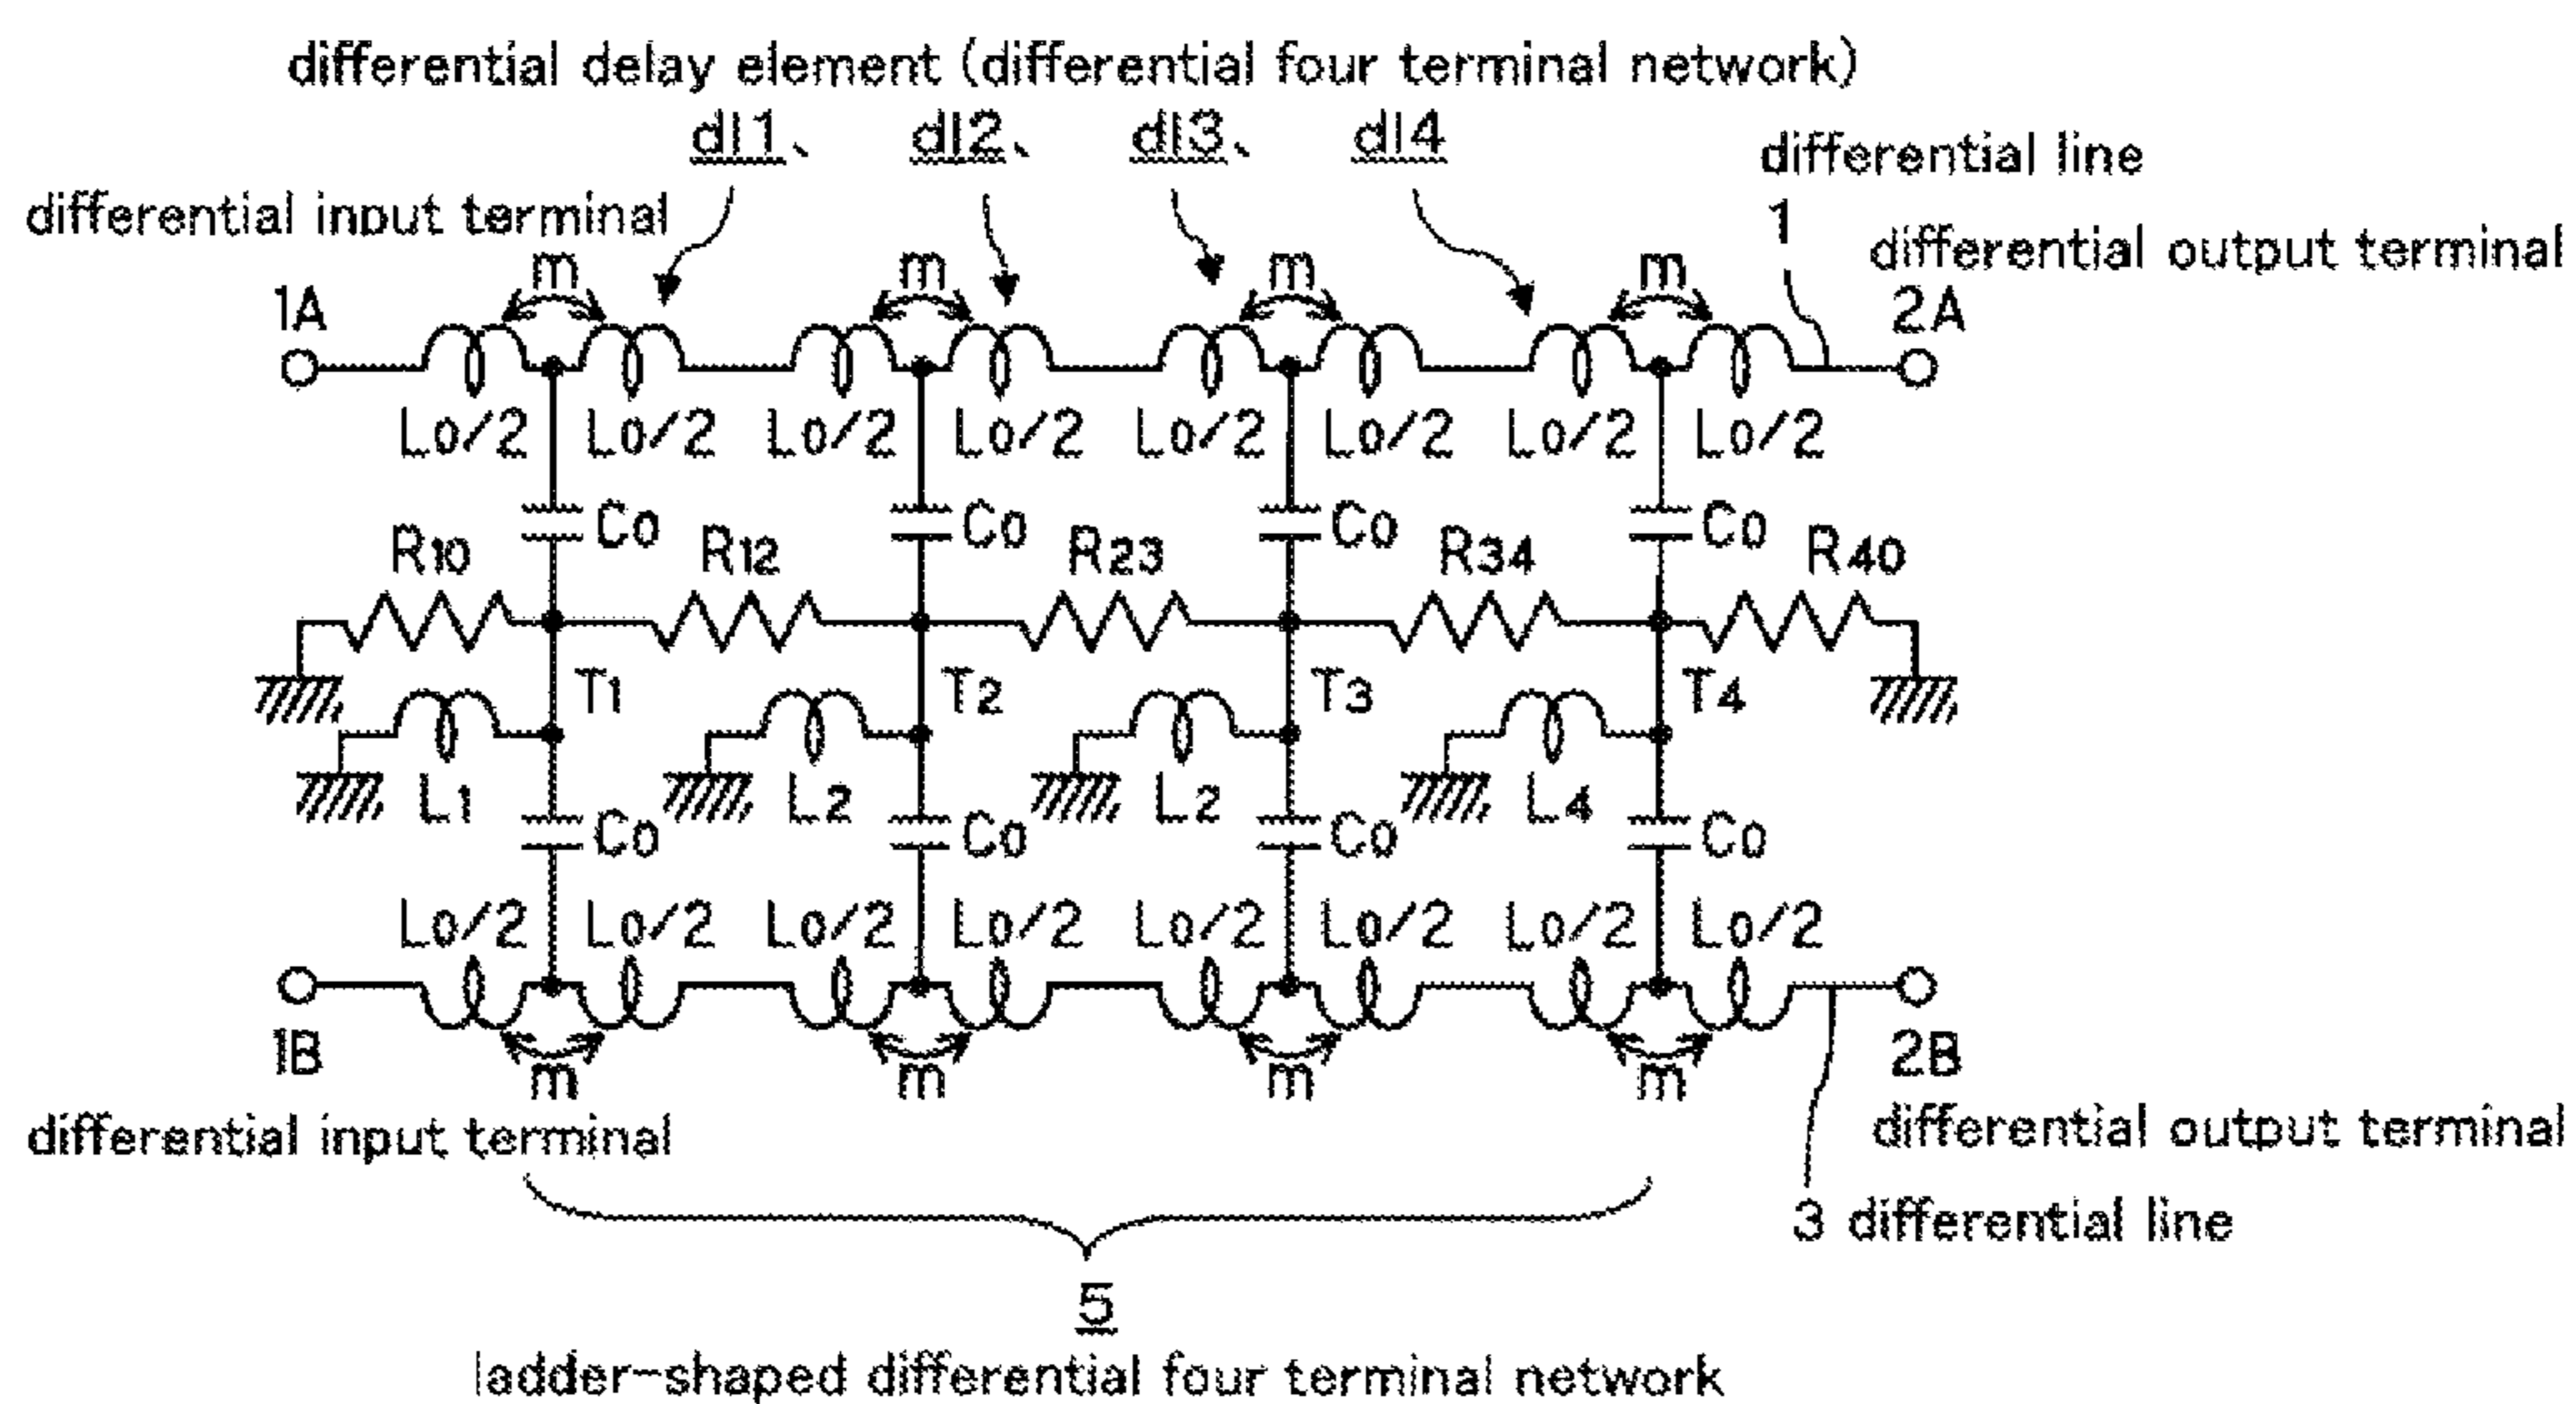 differential delay element (differential four terminal network)
dl1、 dl2、 dl3、 dl4
differential line
1
differential input terminal
differential output terminal
m m m m
1A
2A
Lo/2 Lo/2 Lo/2 Lo/2 Lo/2 Lo/2 Lo/2 Lo/2
Co Co Co Co
R10 R12 R23 R34 R40
T1 T2 T3 T4
L1 L2 L2 L4
Co Co Co Co
Lo/2 Lo/2 Lo/2 Lo/2 Lo/2 Lo/2 Lo/2 Lo/2
1B
2B
m m m m
differential input terminal
differential output terminal
3 differential line
5
ladder-shaped differential four terminal network